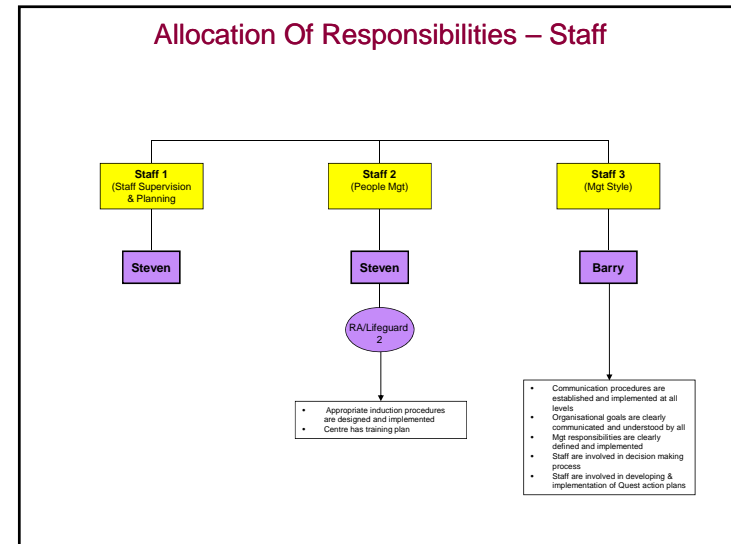 Allocation Of Responsibilities – Staff
Staff 1
(Staff Supervision
& Planning
Staff 2
(People Mgt)
Staff 3
(Mgt Style)
Steven
Steven
Barry
RA/Lifeguard
2
• Appropriate induction procedures
are designed and implemented
• Centre has training plan
• Communication procedures are
established and implemented at all
levels
• Organisational goals are clearly
communicated and understood by all
• Mgt responsibilities are clearly
defined and implemented
• Staff are involved in decision making
process
• Staff are involved in developing &
implementation of Quest action plans